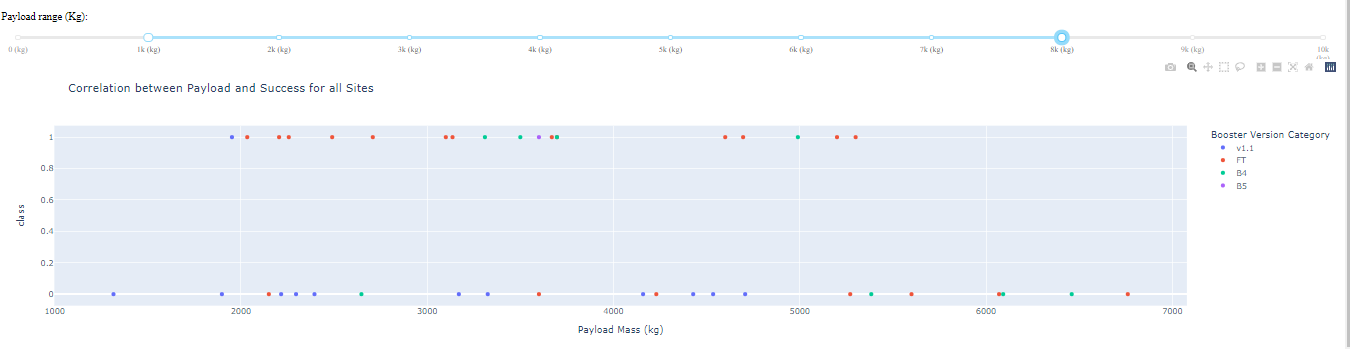 Payload range (Kg):
0 (kg) 1k (kg) 2k (kg) 3k (kg) 4k (kg) 5k (kg) 6k (kg) 7k (kg) 8k (kg) 9k (kg) 10k
Correlation between Payload and Success for all Sites
1
0.8
0.6
0.4
0.2
0
class
1000 2000 3000 4000 5000 6000 7000
Payload Mass (kg)
Booster Version Category
v1.1
FT
B4
B5